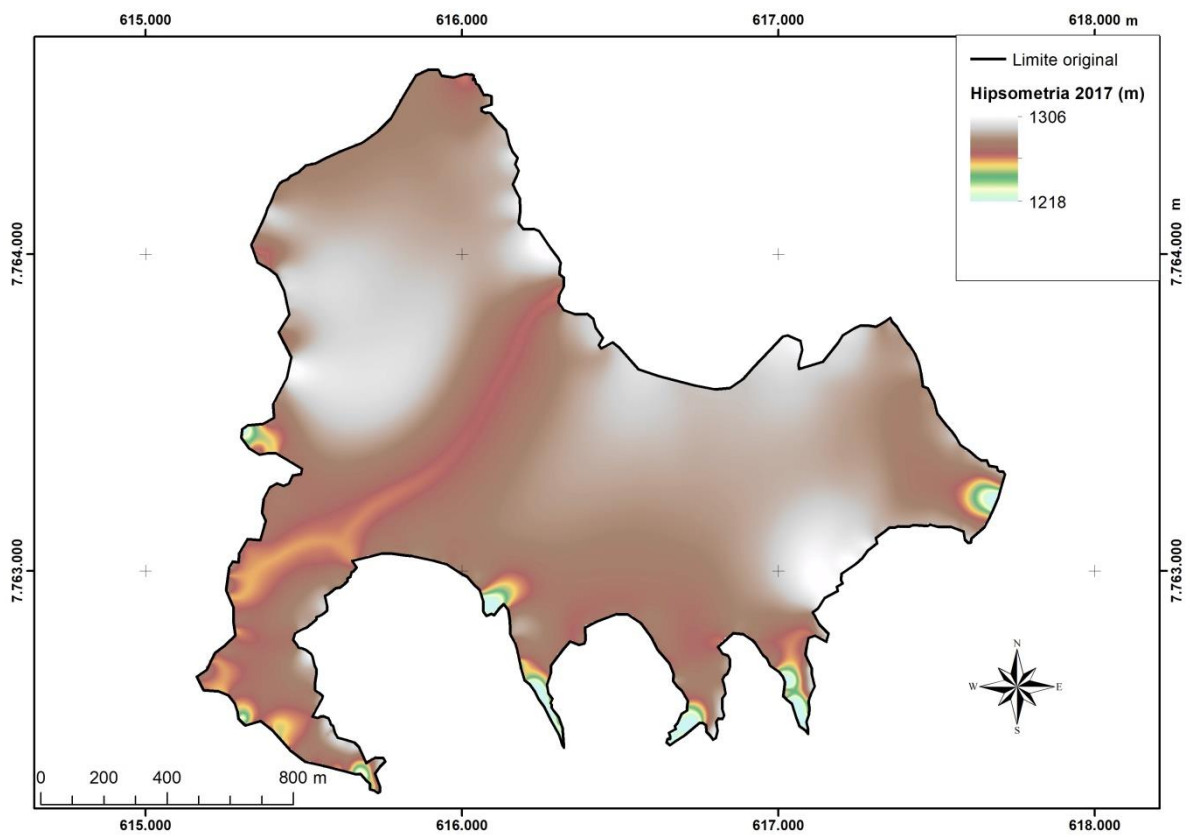 615.000 616.000 617.000 618.000 m
Limite original
Hipsometria 2017 (m)
1306
1218
m
7.764.000 7.764.000
7.763.000 7.763.000
N
W E
S
0 200 400 800 m
615.000 616.000 617.000 618.000